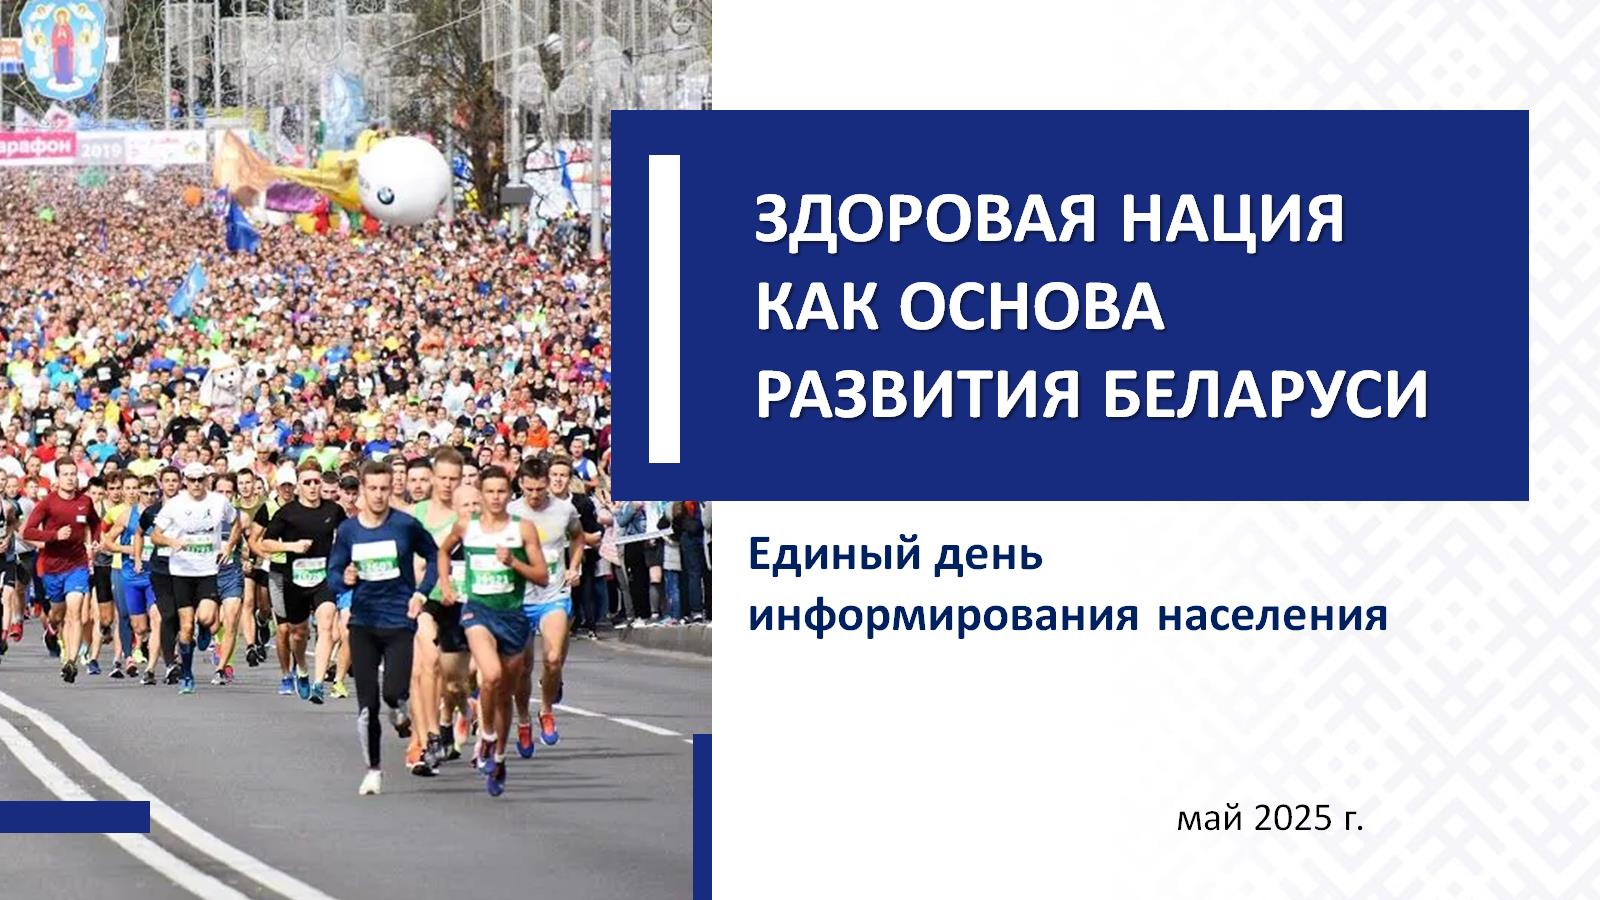 арафон 2019
ЗДОРОВАЯ НАЦИЯ
КАК ОСНОВА
РАЗВИТИЯ БЕЛАРУСИ
Единый день
информирования населения
май 2025 г.